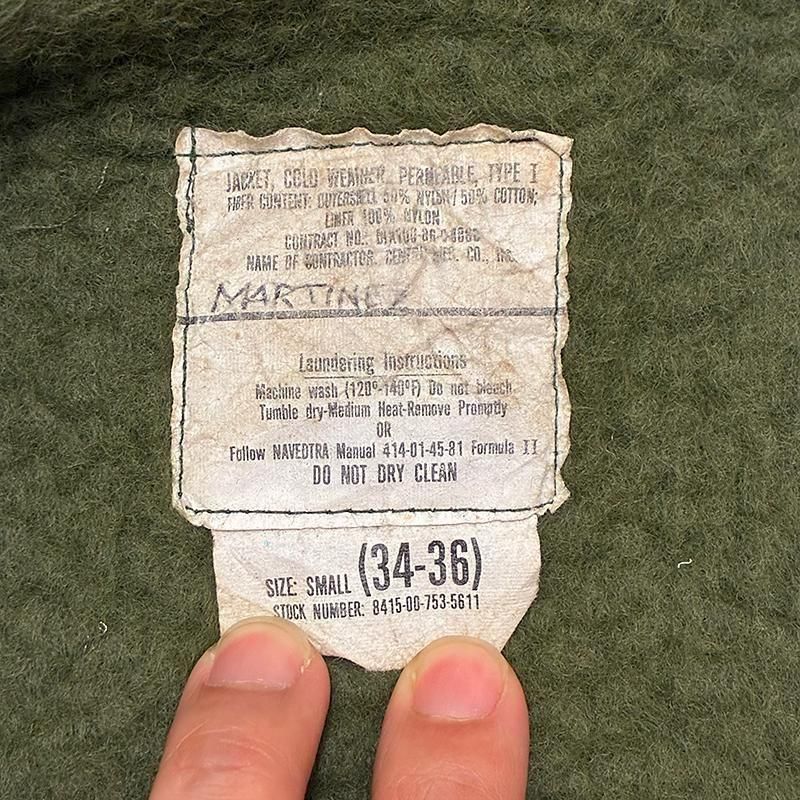 JACKET, COLD WEATHER, PERMEABLE, TYPE I
FIBER CONTENT: OUTERSHELL 50% NYLON/50% COTTON;
LINER 100% NYLON
CONTRACT NO.
NAME OF CONTRACTOR. MFG. CO., INC.
MARTINEZ
Laundering Instructions
Machine wash (120°-140°F) Do not bleach
Tumble dry-Medium Heat-Remove Promptly
OR
Follow NAVEDTRA Manual 414-01-45-81 Formula II
DO NOT DRY CLEAN
SIZE: SMALL (34-36)
STOCK NUMBER: 8415-00-753-5611